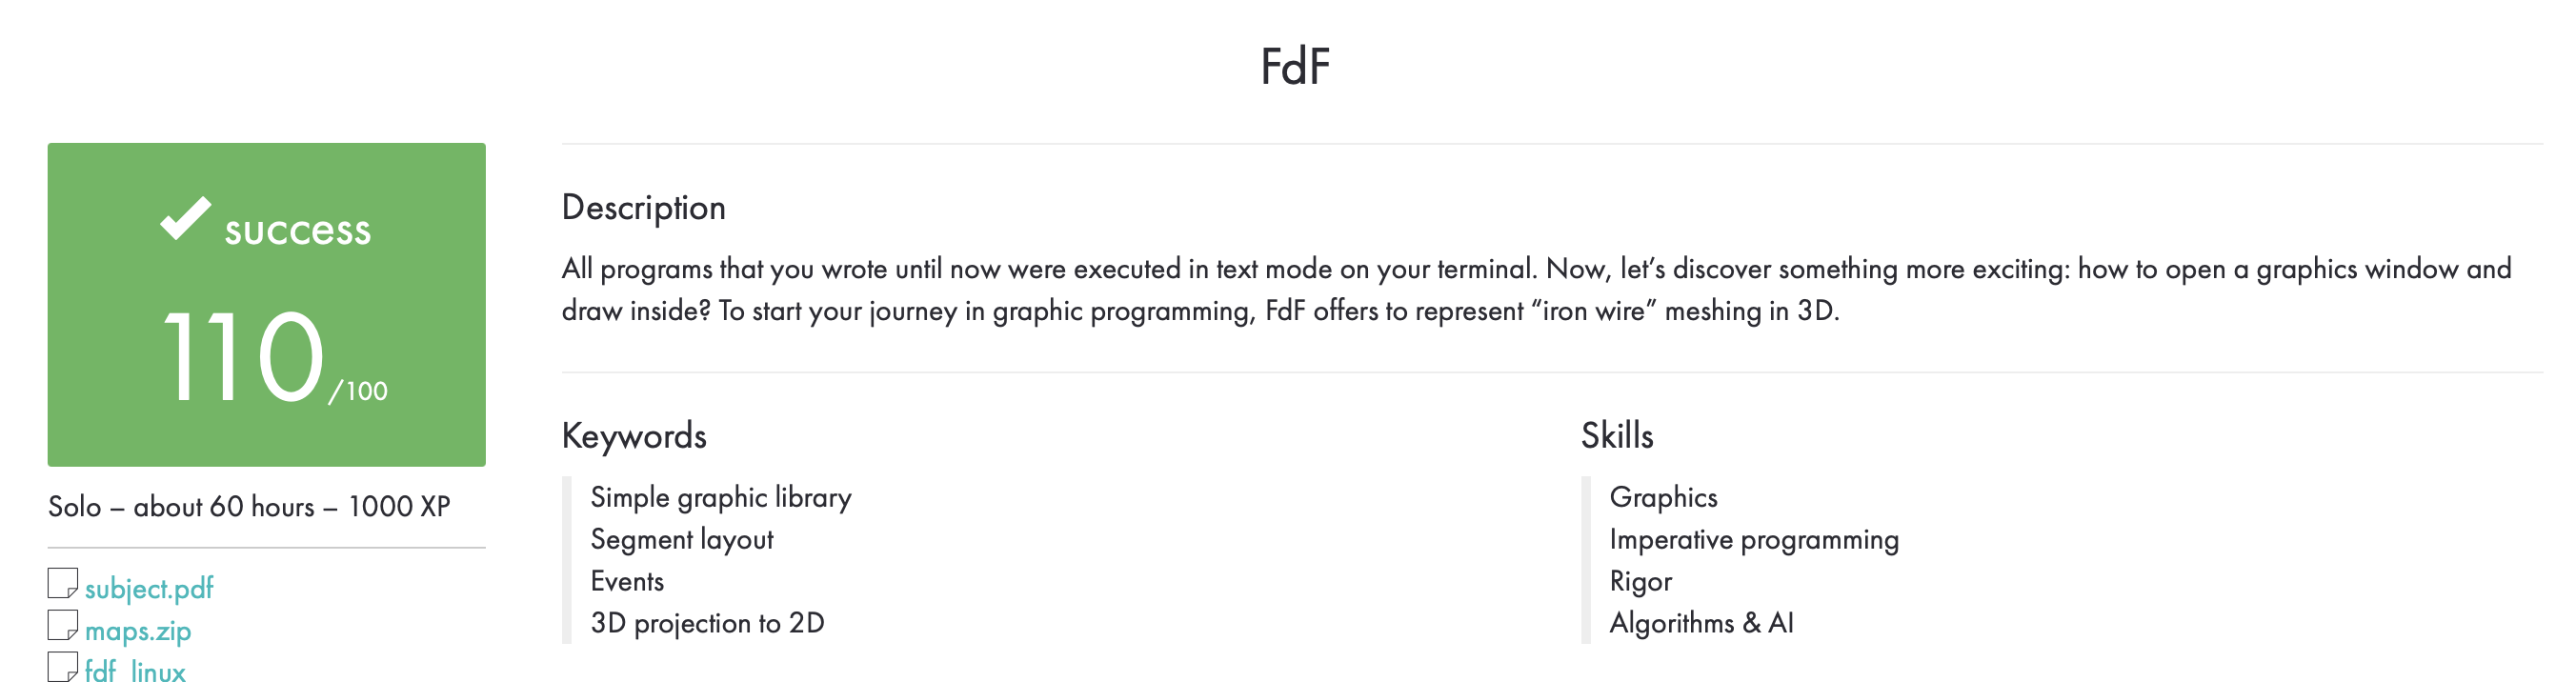 FdF
success
110/100
Solo – about 60 hours – 1000 XP
subject.pdf
maps.zip
fdf_linux
Description
All programs that you wrote until now were executed in text mode on your terminal. Now, let’s discover something more exciting: how to open a graphics window and
draw inside? To start your journey in graphic programming, FdF offers to represent “iron wire” meshing in 3D.
Keywords
Simple graphic library
Segment layout
Events
3D projection to 2D
Skills
Graphics
Imperative programming
Rigor
Algorithms & AI